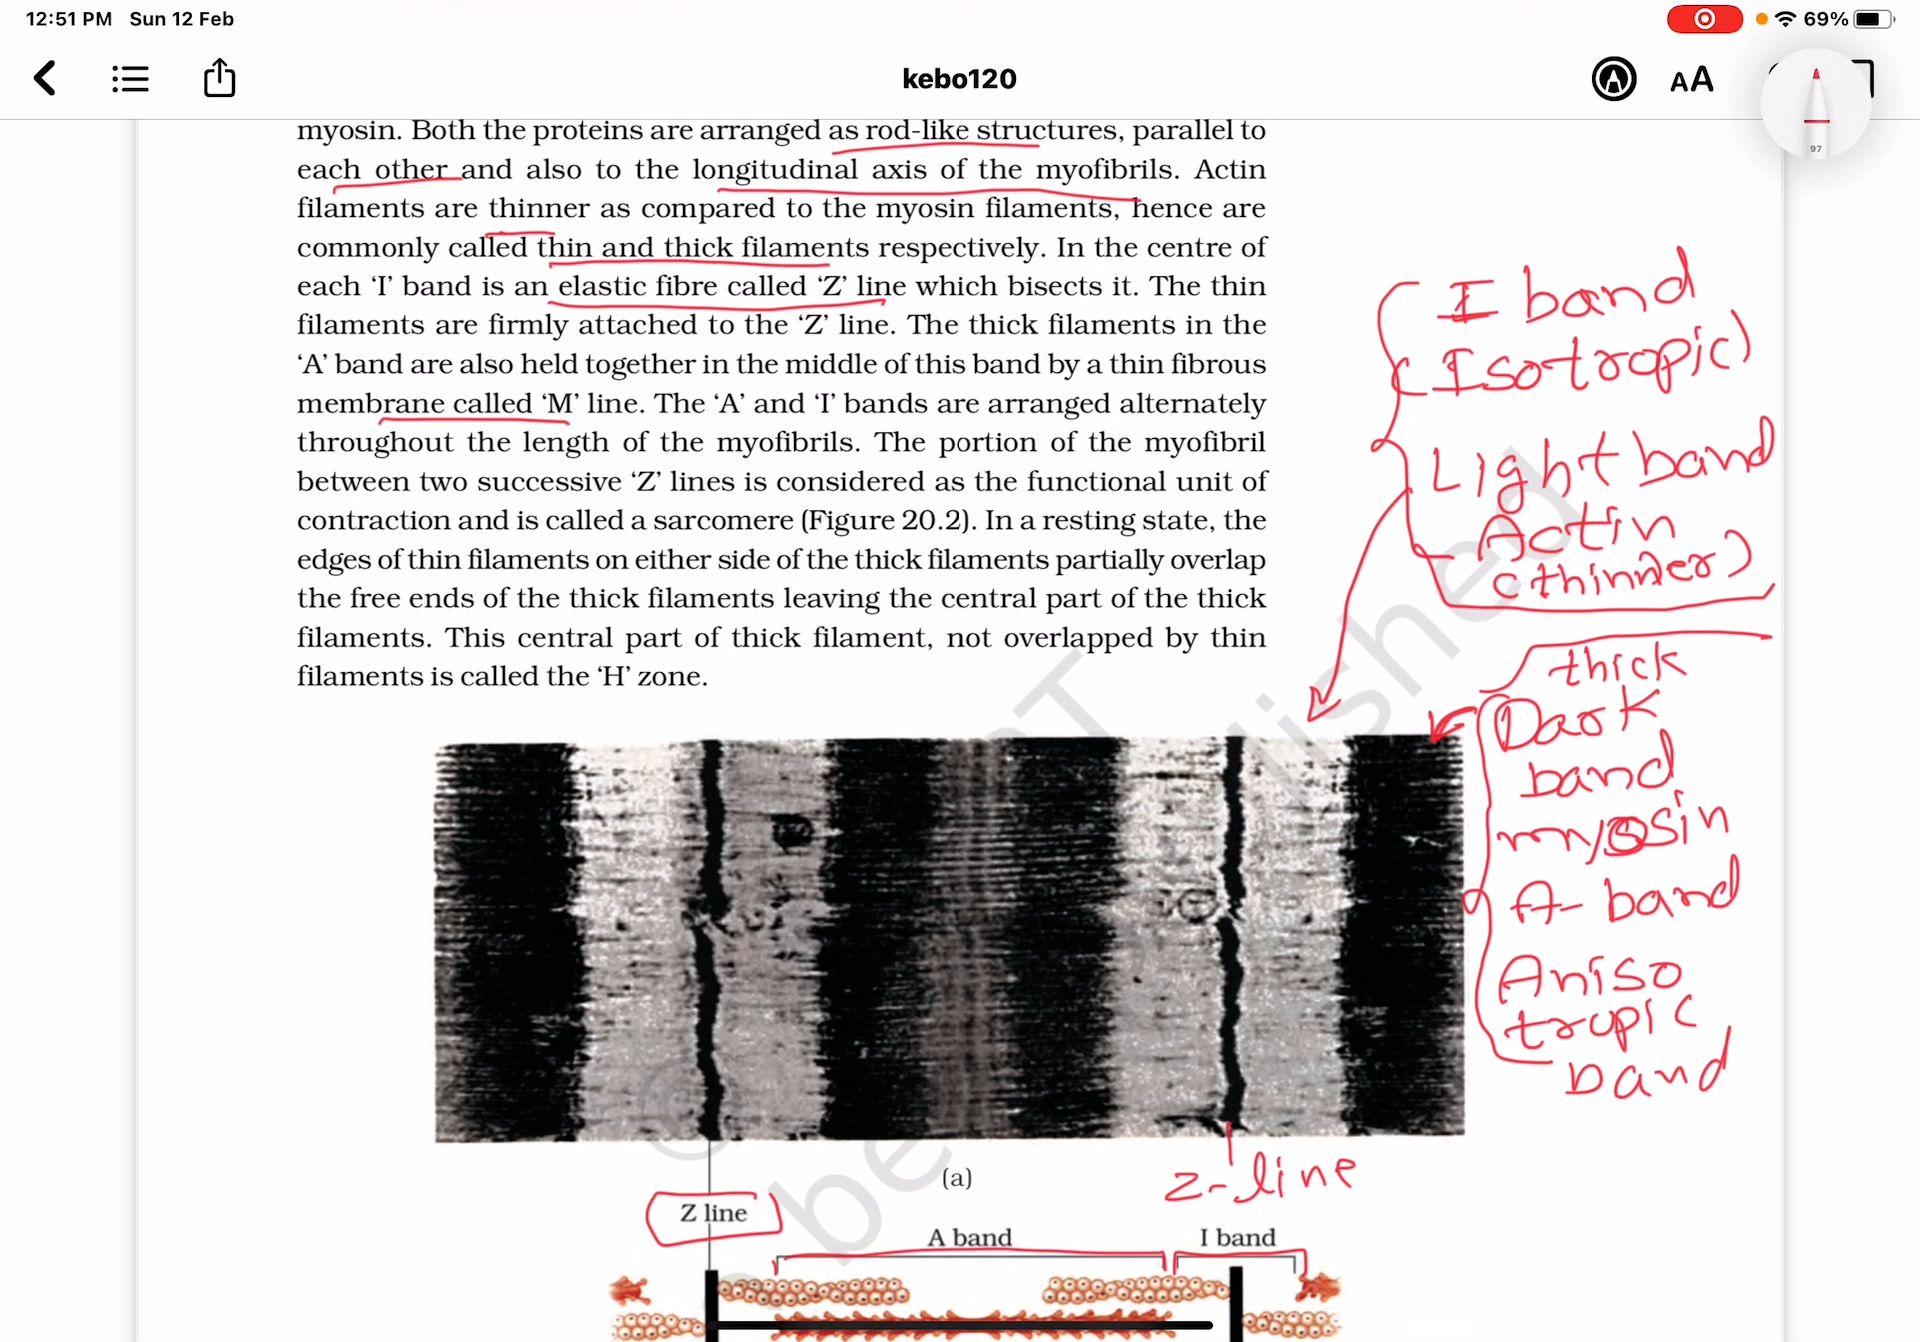 12:51 PM Sun 12 Feb
69%
kebo120
AA
97
myosin. Both the proteins are arranged as rod-like structures, parallel to
each other and also to the longitudinal axis of the myofibrils. Actin
filaments are thinner as compared to the myosin filaments, hence are
commonly called thin and thick filaments respectively. In the centre of
each ‘I’ band is an elastic fibre called ‘Z’ line which bisects it. The thin
filaments are firmly attached to the ‘Z’ line. The thick filaments in the
‘A’ band are also held together in the middle of this band by a thin fibrous
membrane called ‘M’ line. The ‘A’ and ‘I’ bands are arranged alternately
throughout the length of the myofibrils. The portion of the myofibril
between two successive ‘Z’ lines is considered as the functional unit of
contraction and is called a sarcomere (Figure 20.2). In a resting state, the
edges of thin filaments on either side of the thick filaments partially overlap
the free ends of the thick filaments leaving the central part of the thick
filaments. This central part of thick filament, not overlapped by thin
filaments is called the ‘H’ zone.
I band
(Isotropic)
Light band
Actin
(thinner)
thick
Dark
band
myosin
A- band
Aniso
tropic
band
z-line
(a)
Z line
A band
I band